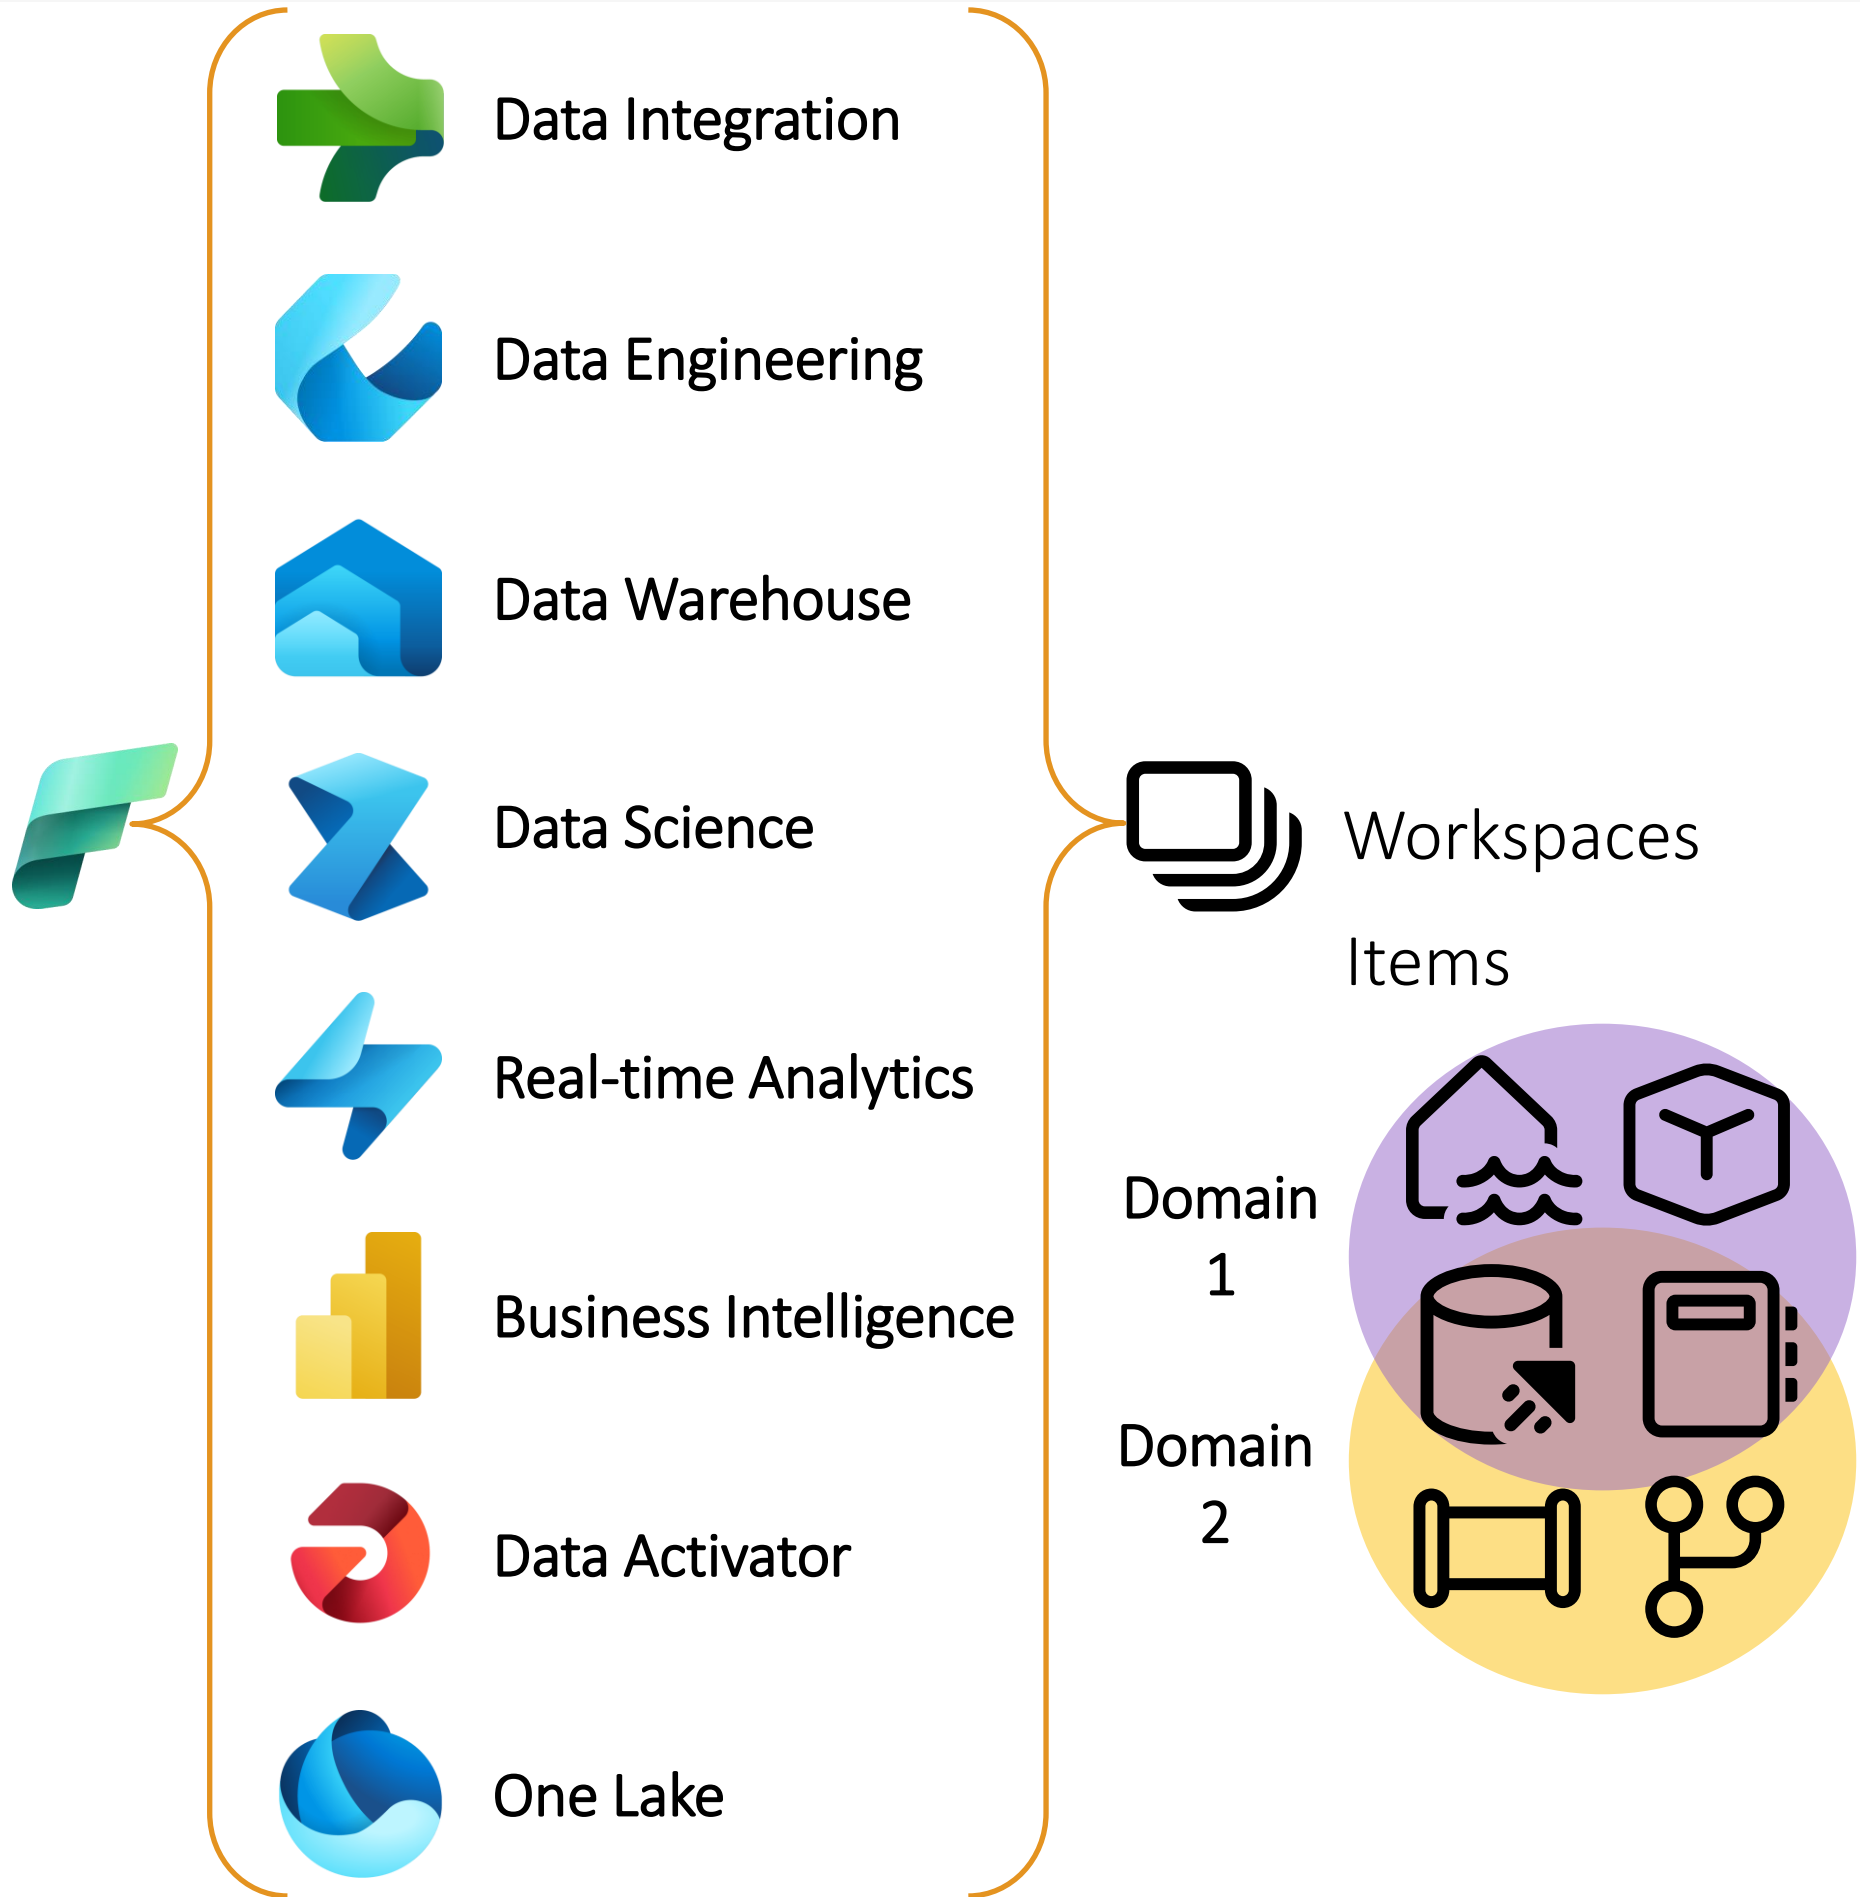 Data Integration
Data Engineering
Data Warehouse
Data Science
Real-time Analytics
Business Intelligence
Data Activator
One Lake
Workspaces
Items
Domain
1
Domain
2